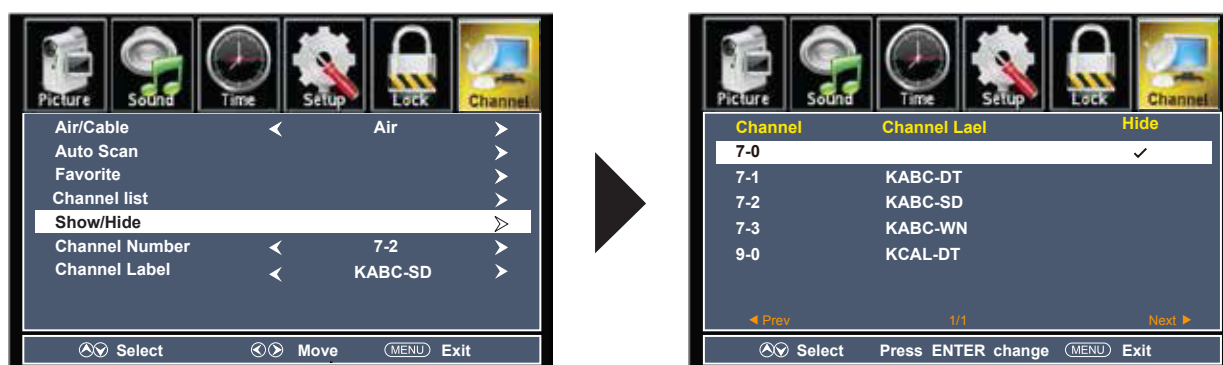 Picture Sound Time Setup Lock Channel
Air/Cable Air
Auto Scan
Favorite
Channel list
Show/Hide
Channel Number 7-2
Channel Label KABC-SD
Select Move MENU Exit
Picture Sound Time Setup Lock Channel
Channel Channel Lael Hide
7-0 ✓
7-1 KABC-DT
7-2 KABC-SD
7-3 KABC-WN
9-0 KCAL-DT
Prev 1/1 Next
Select Press ENTER change MENU Exit